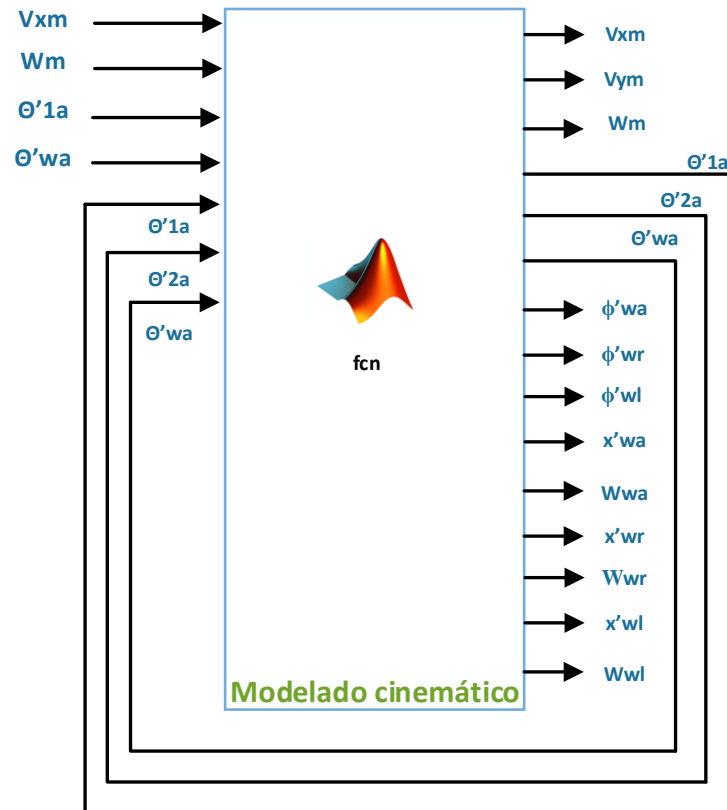 Vxm
Wm
Θ'1a
Θ'wa
Θ'1a
Θ'2a
Θ'wa
fcn
Modelado cinemático
Vxm
Vym
Wm
Θ'1a
Θ'2a
Θ'wa
ϕ'wa
ϕ'wr
ϕ'wl
x'wa
Wwa
x'wr
Wwr
x'wl
Wwl